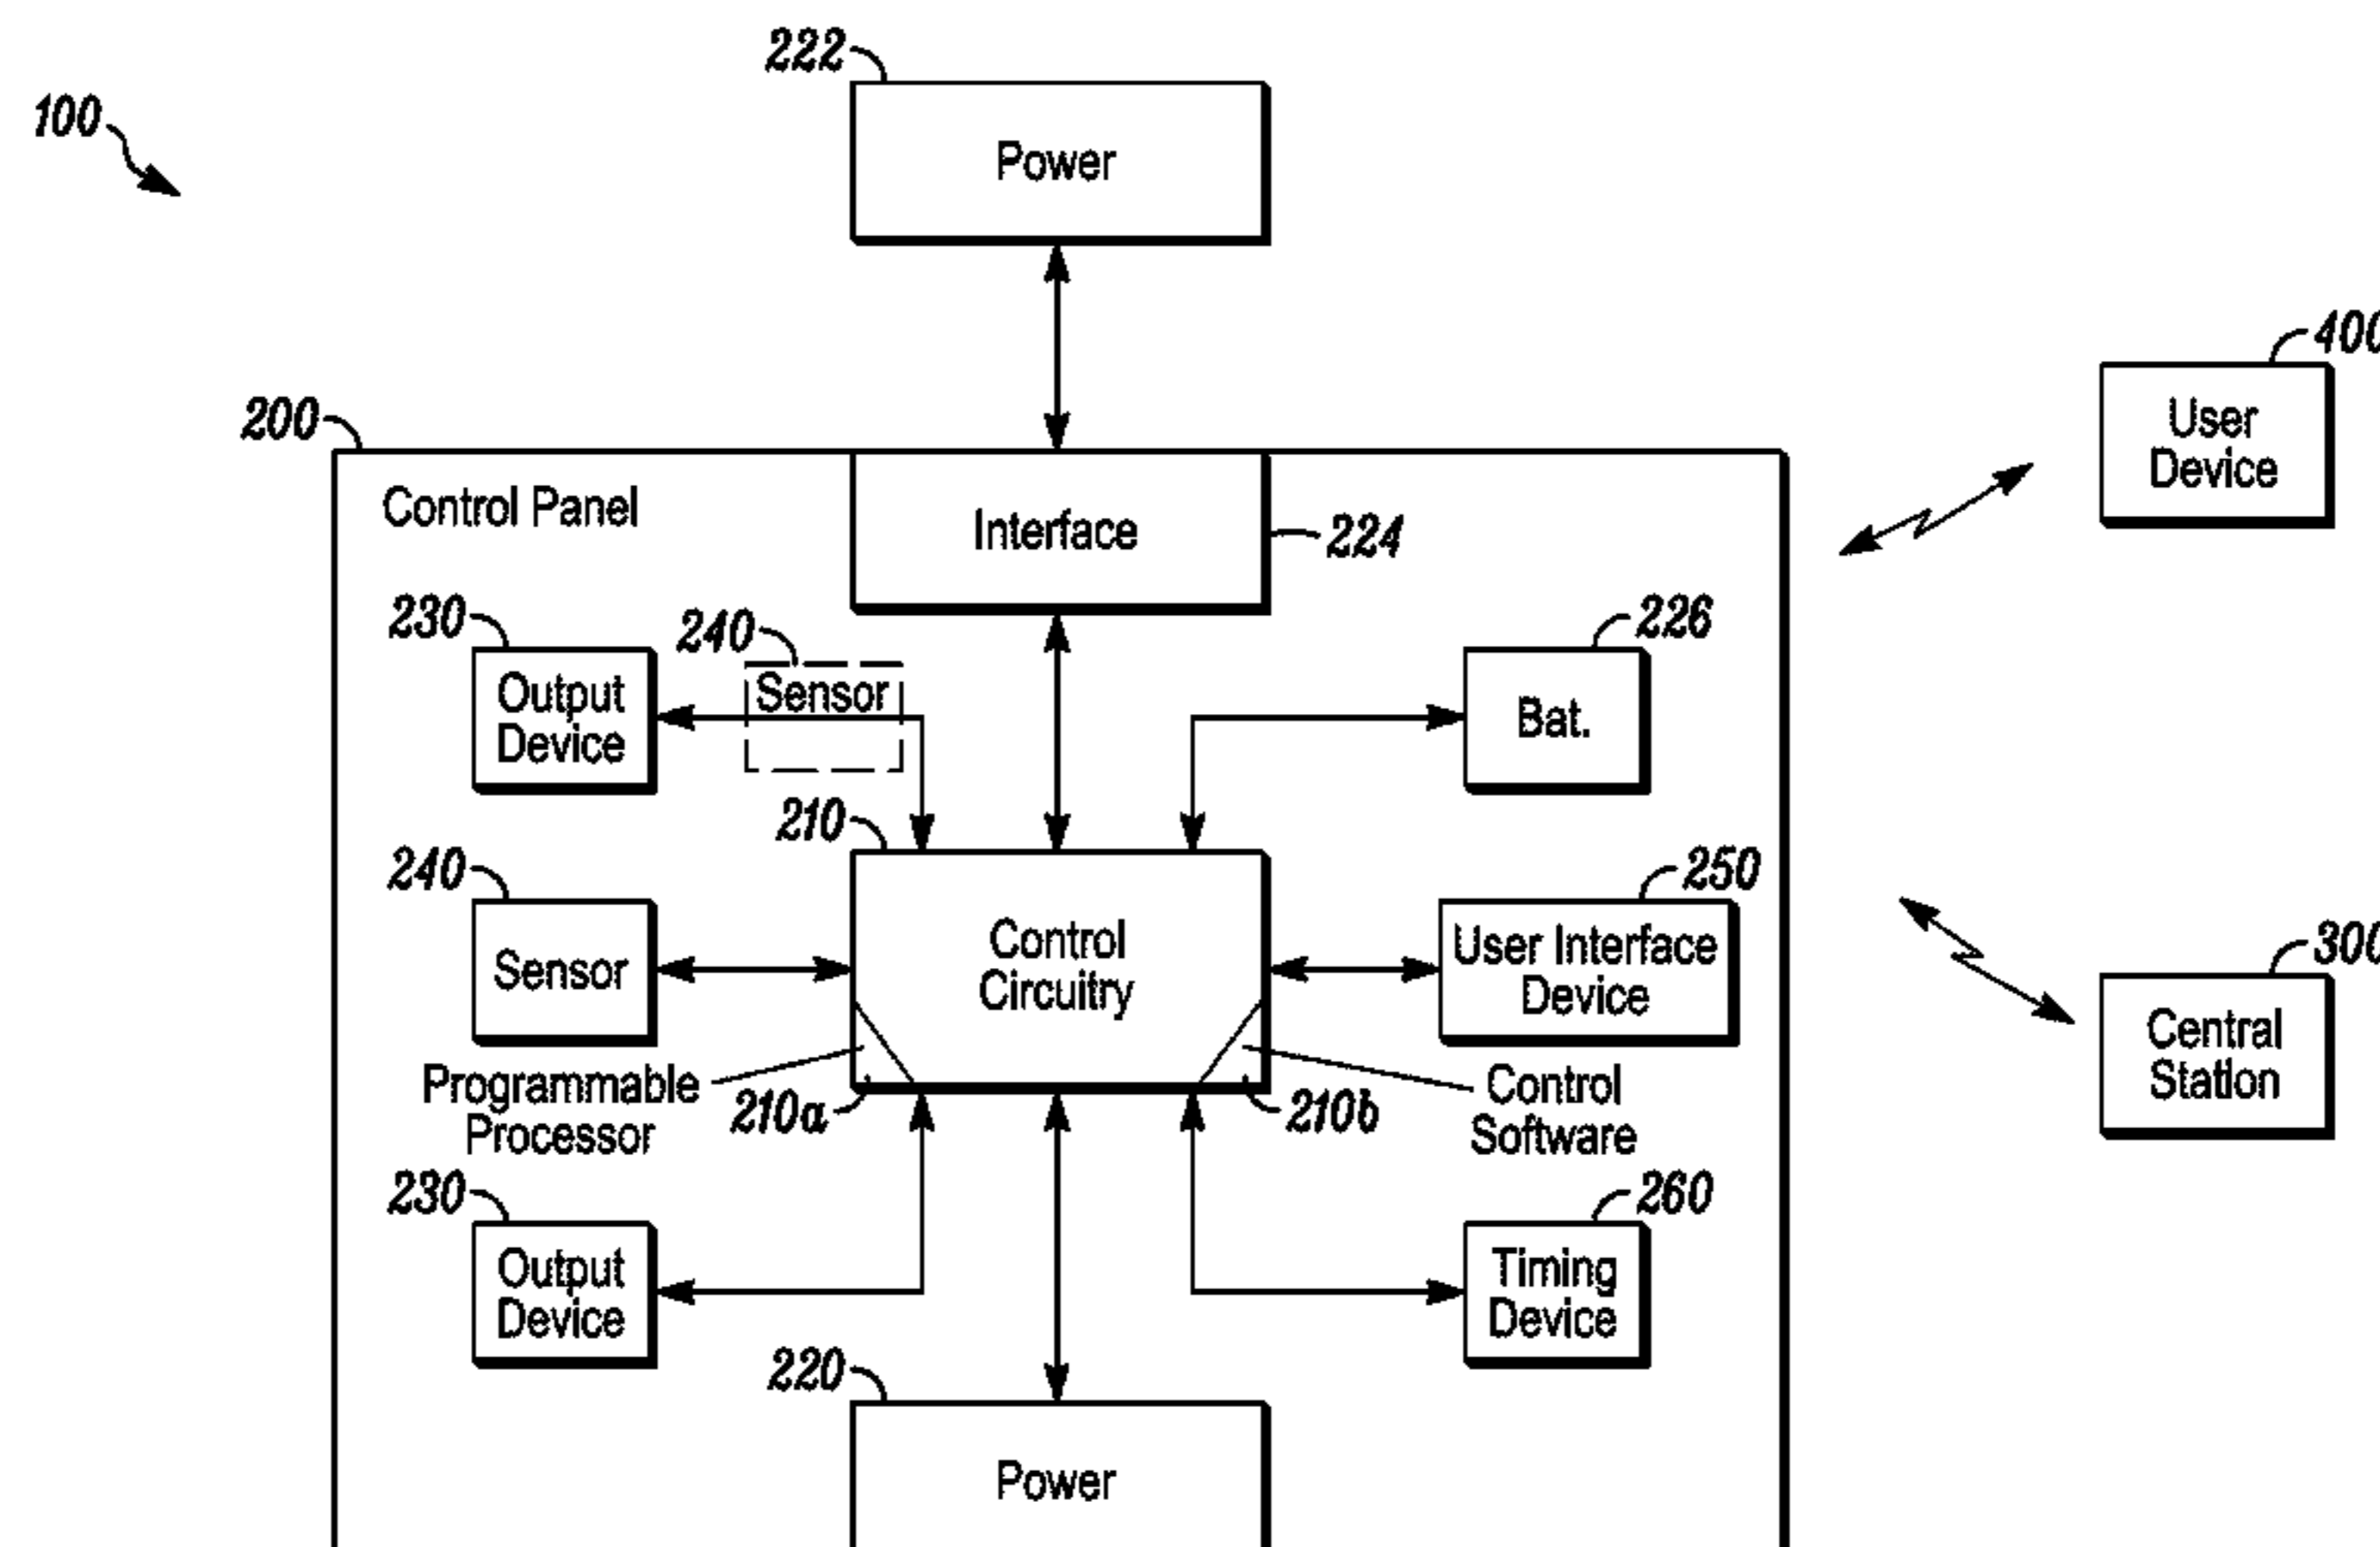 222
100
Power
400
User
Device
200
Control Panel
Interface
224
230
240
226
Output
Device
Sensor
Bat.
210
240
250
Sensor
Control
Circuitry
User Interface
Device
300
Central
Station
Programmable
Processor
210a
210b
Control
Software
230
260
Output
Device
Timing
Device
220
Power